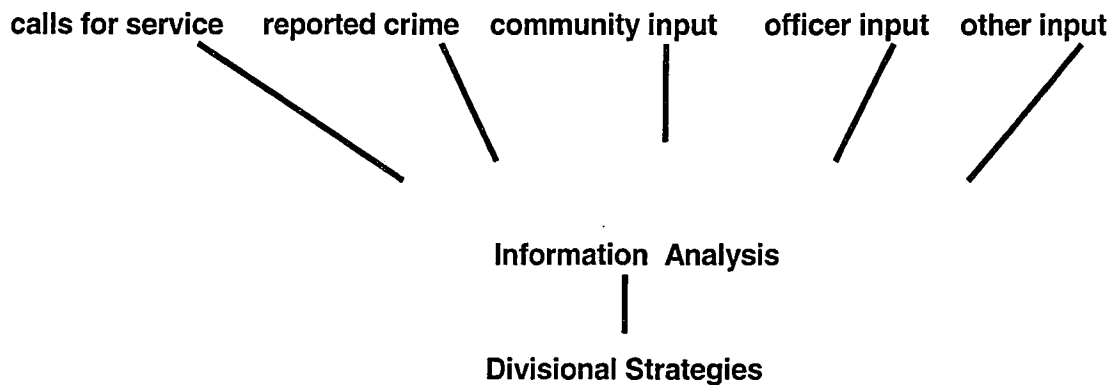 calls for service reported crime community input officer input other input
Information Analysis
Divisional Strategies